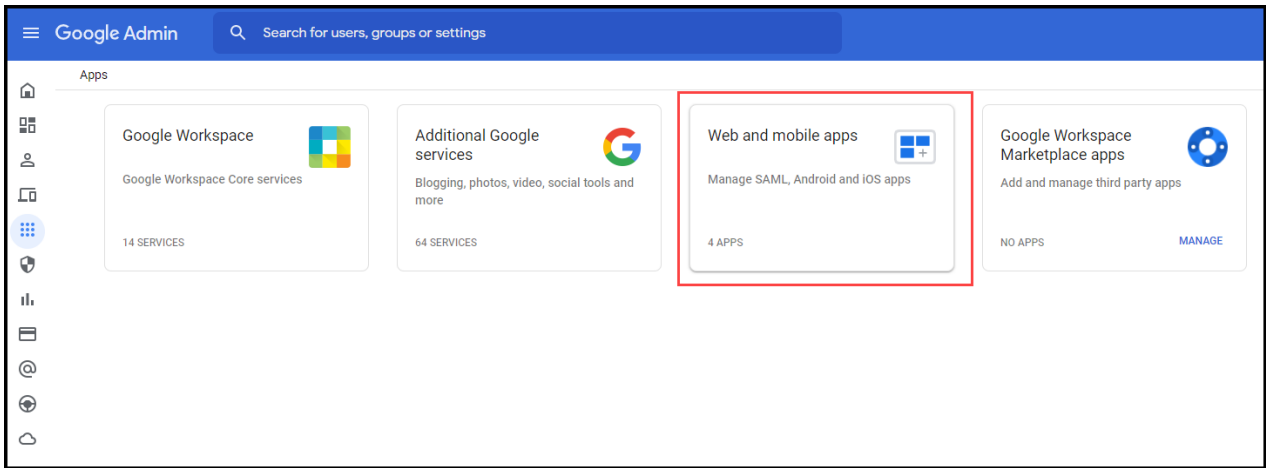 Google Admin
Search for users, groups or settings
Apps
Google Workspace
Google Workspace Core services
14 SERVICES
Additional Google
services
Blogging, photos, video, social tools and
more
64 SERVICES
Web and mobile apps
Manage SAML, Android and iOS apps
4 APPS
Google Workspace
Marketplace apps
Add and manage third party apps
NO APPS
MANAGE